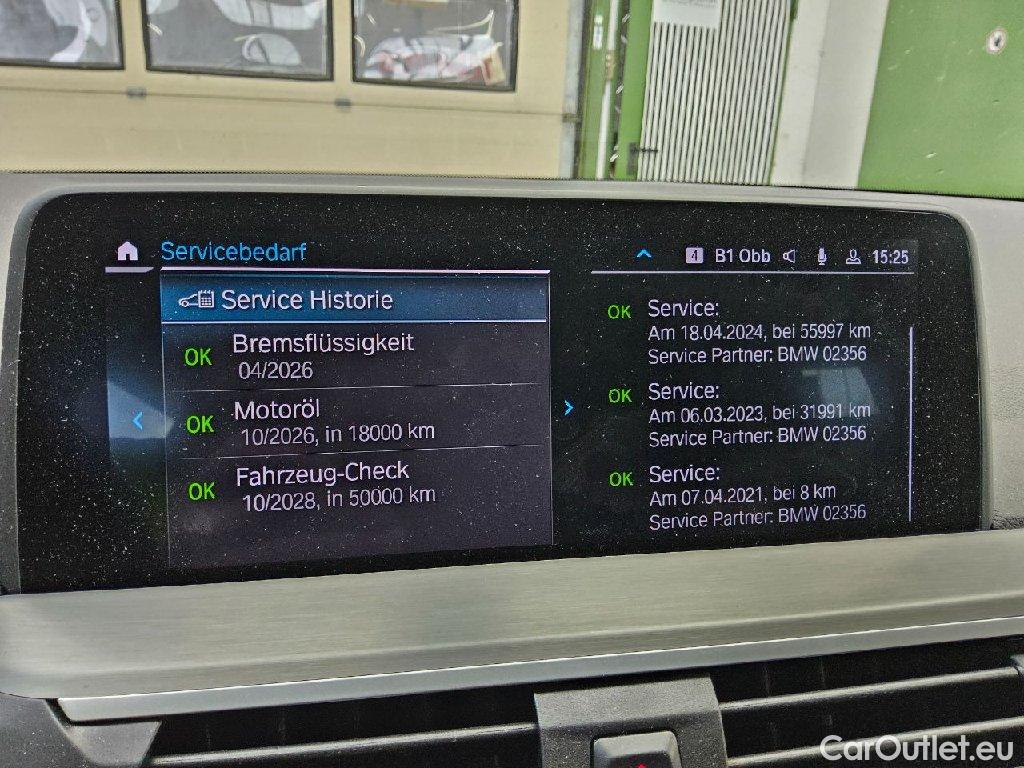 Servicebedarf
4 B1 Obb 15:25
Service Historie
OK Bremsflüssigkeit
04/2026
OK Motoröl
10/2026, in 18000 km
OK Fahrzeug-Check
10/2028, in 50000 km
OK Service:
Am 18.04.2024, bei 55997 km
Service Partner: BMW 02356
OK Service:
Am 06.03.2023, bei 31991 km
Service Partner: BMW 02356
OK Service:
Am 07.04.2021, bei 8 km
Service Partner: BMW 02356
CarOutlet.eu